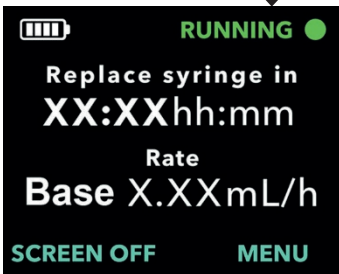 RUNNING
Replace syringe in
XX:XXhh:mm
Rate
Base X.XXmL/h
SCREEN OFF MENU